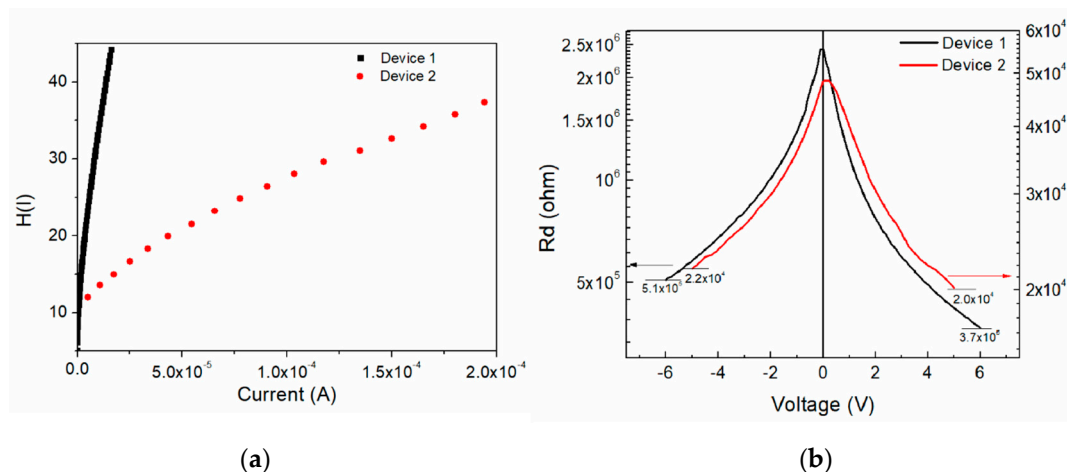 Device 1
Device 2
40
30
20
10
H(I)
0.0
5.0x10⁻⁵
1.0x10⁻⁴
1.5x10⁻⁴
2.0x10⁻⁴
Current (A)
(a)
Device 1
Device 2
2.5x10⁶
2x10⁶
1.5x10⁶
10⁶
5x10⁵
Rd (ohm)
6x10⁴
5x10⁴
4x10⁴
3x10⁴
2x10⁴
2.2x10⁴
2.0x10⁴
3.7x10⁵
-6
-4
-2
0
2
4
6
Voltage (V)
(b)